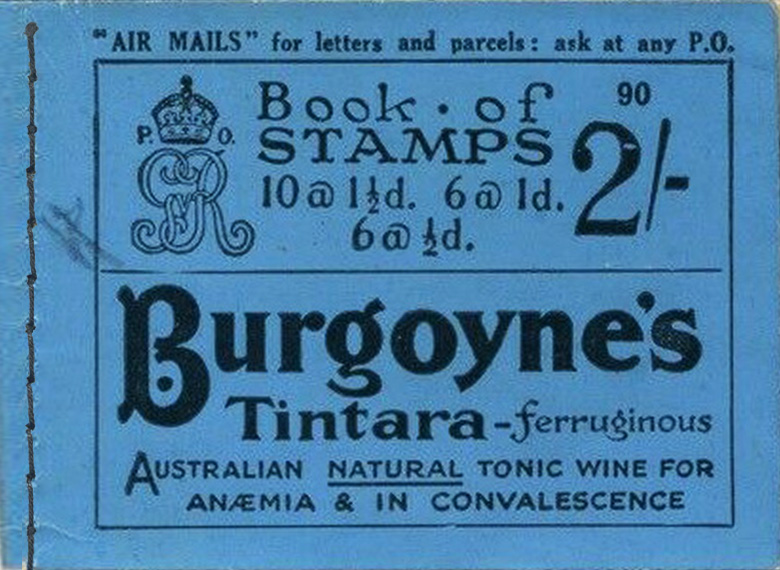 "AIR MAILS" for letters and parcels: ask at any P.O.
P. O.
GR
Book · of
STAMPS
10 @ 1½d. 6 @ 1d.
6 @ ½d.
90
2/-
Burgoyne's
Tintara-ferruginous
AUSTRALIAN NATURAL TONIC WINE FOR
ANÆMIA & IN CONVALESCENCE